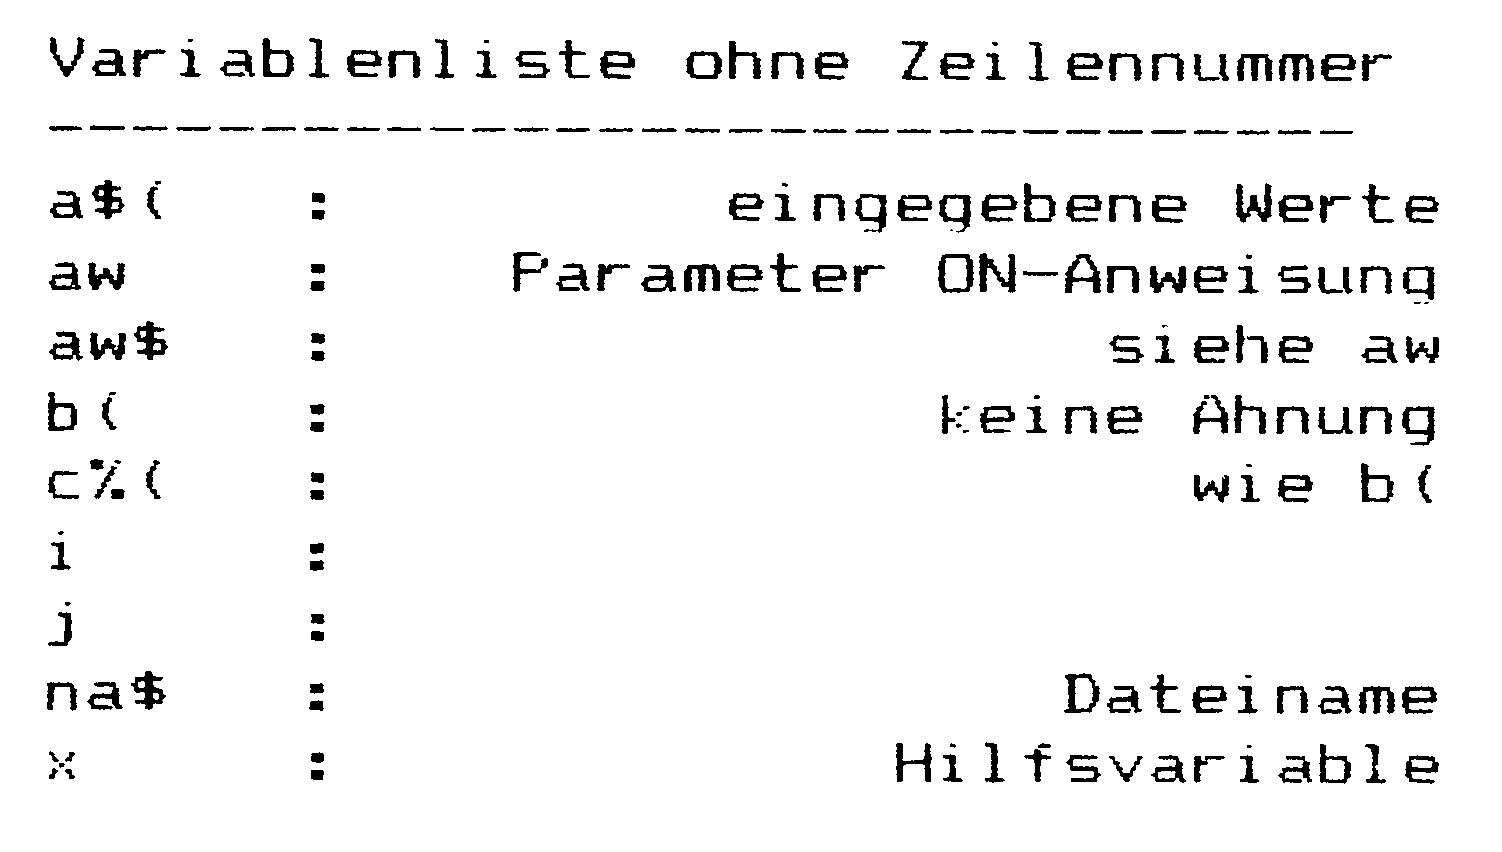 Variablenliste ohne Zeilennummer
-------------------------------
a$( : eingegebene Werte
aw : Parameter ON-Anweisung
aw$ : siehe aw
b( : keine Ahnung
c%( : wie b(
i :
j :
na$ : Dateiname
x : Hilfsvariable